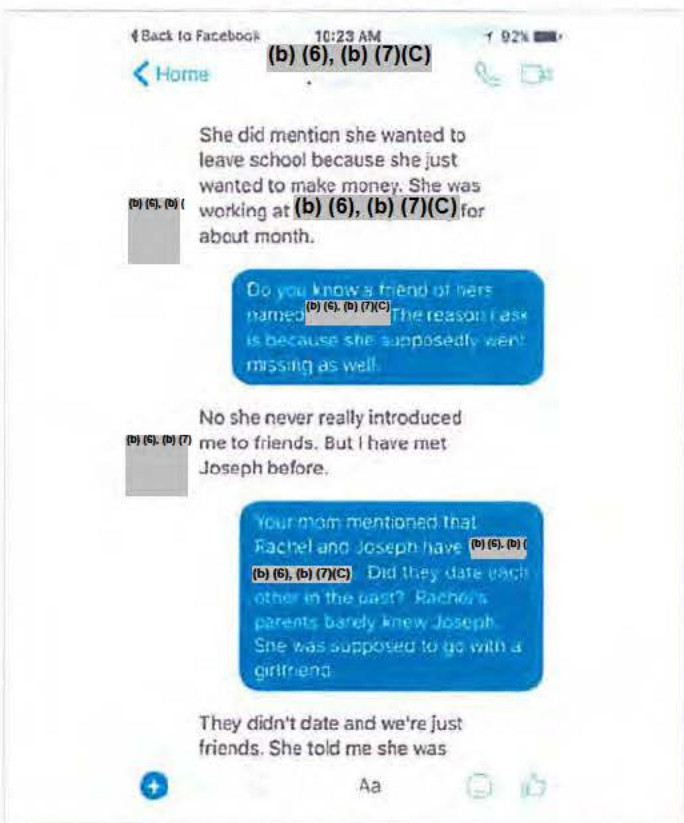 Back to Facebook 10:23 AM 92%
(b) (6), (b) (7)(C)
Home
She did mention she wanted to
leave school because she just
wanted to make money. She was
(b) (6), (b) (
working at (b) (6), (b) (7)(C) for
about month.
Do you know a friend of hers
named (b) (6), (b) (7)(C) The reason I ask
is because she supposedly went
missing as well.
No she never really introduced
(b) (6), (b) (7)
me to friends. But I have met
Joseph before.
Your mom mentioned that
Rachel and Joseph have (b) (6), (b) (
(b) (6), (b) (7)(C) Did they date each
other in the past? Rachel's
parents barely knew Joseph.
She was supposed to go with a
girlfriend
They didn't date and we're just
friends. She told me she was
Aa